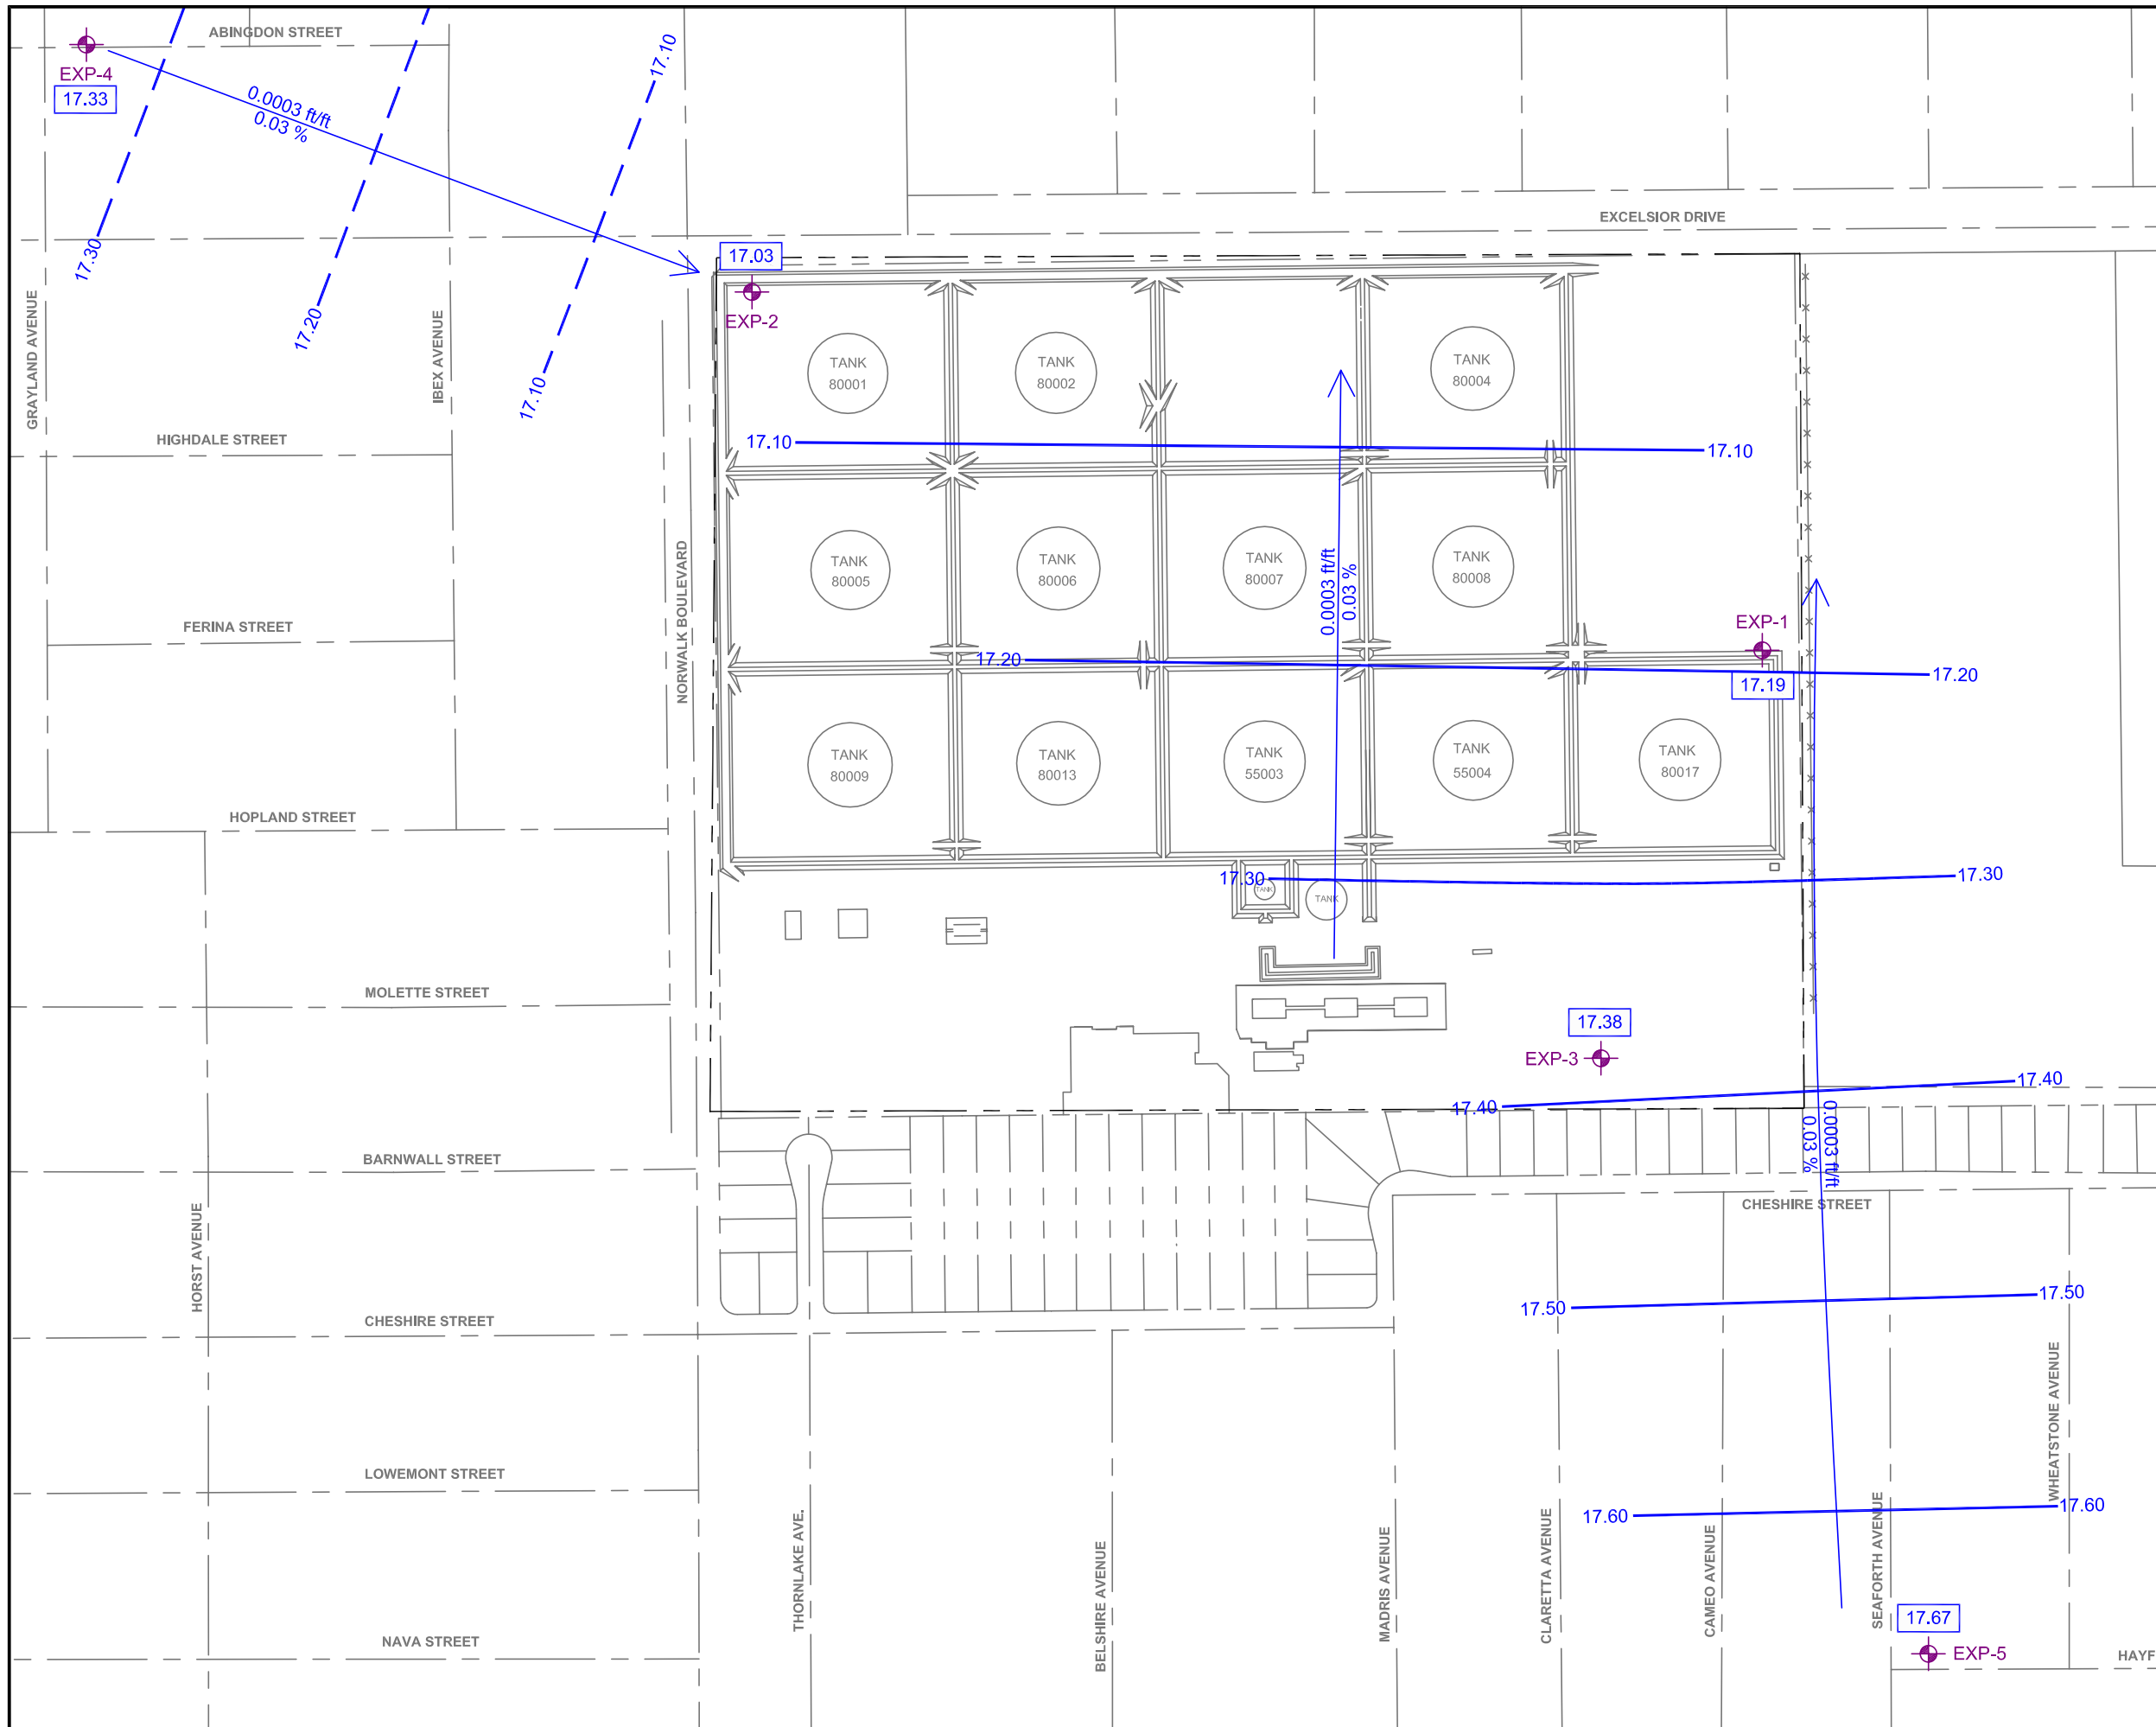 ABINGDON STREET
EXP-4
17.33
0.0003 ft/ft
0.03 %
17.10
17.30
17.20
17.10
EXCELSIOR DRIVE
17.03
EXP-2
GRAYLAND AVENUE
IBEX AVENUE
TANK
80001
TANK
80002
TANK
80004
HIGHDALE STREET
17.10
17.10
NORWALK BOULEVARD
TANK
80005
TANK
80006
TANK
80007
TANK
80008
0.0003 ft/ft
0.03 %
FERINA STREET
EXP-1
17.19
17.20
17.20
TANK
80009
TANK
80013
TANK
55003
TANK
55004
TANK
80017
HOPLAND STREET
17.30
TANK
TANK
17.30
MOLETTE STREET
17.38
EXP-3
17.40
17.40
0.0003 ft/ft
0.03 %
BARNWALL STREET
CHESHIRE STREET
HORST AVENUE
17.50
17.50
CHESHIRE STREET
WHEATSTONE AVENUE
LOWEMONT STREET
17.60
17.60
THORNLAKE AVE.
BELSHIRE AVENUE
MADRIS AVENUE
CLARETTA AVENUE
CAMEO AVENUE
SEAFORTH AVENUE
17.67
EXP-5
NAVA STREET
HAYF